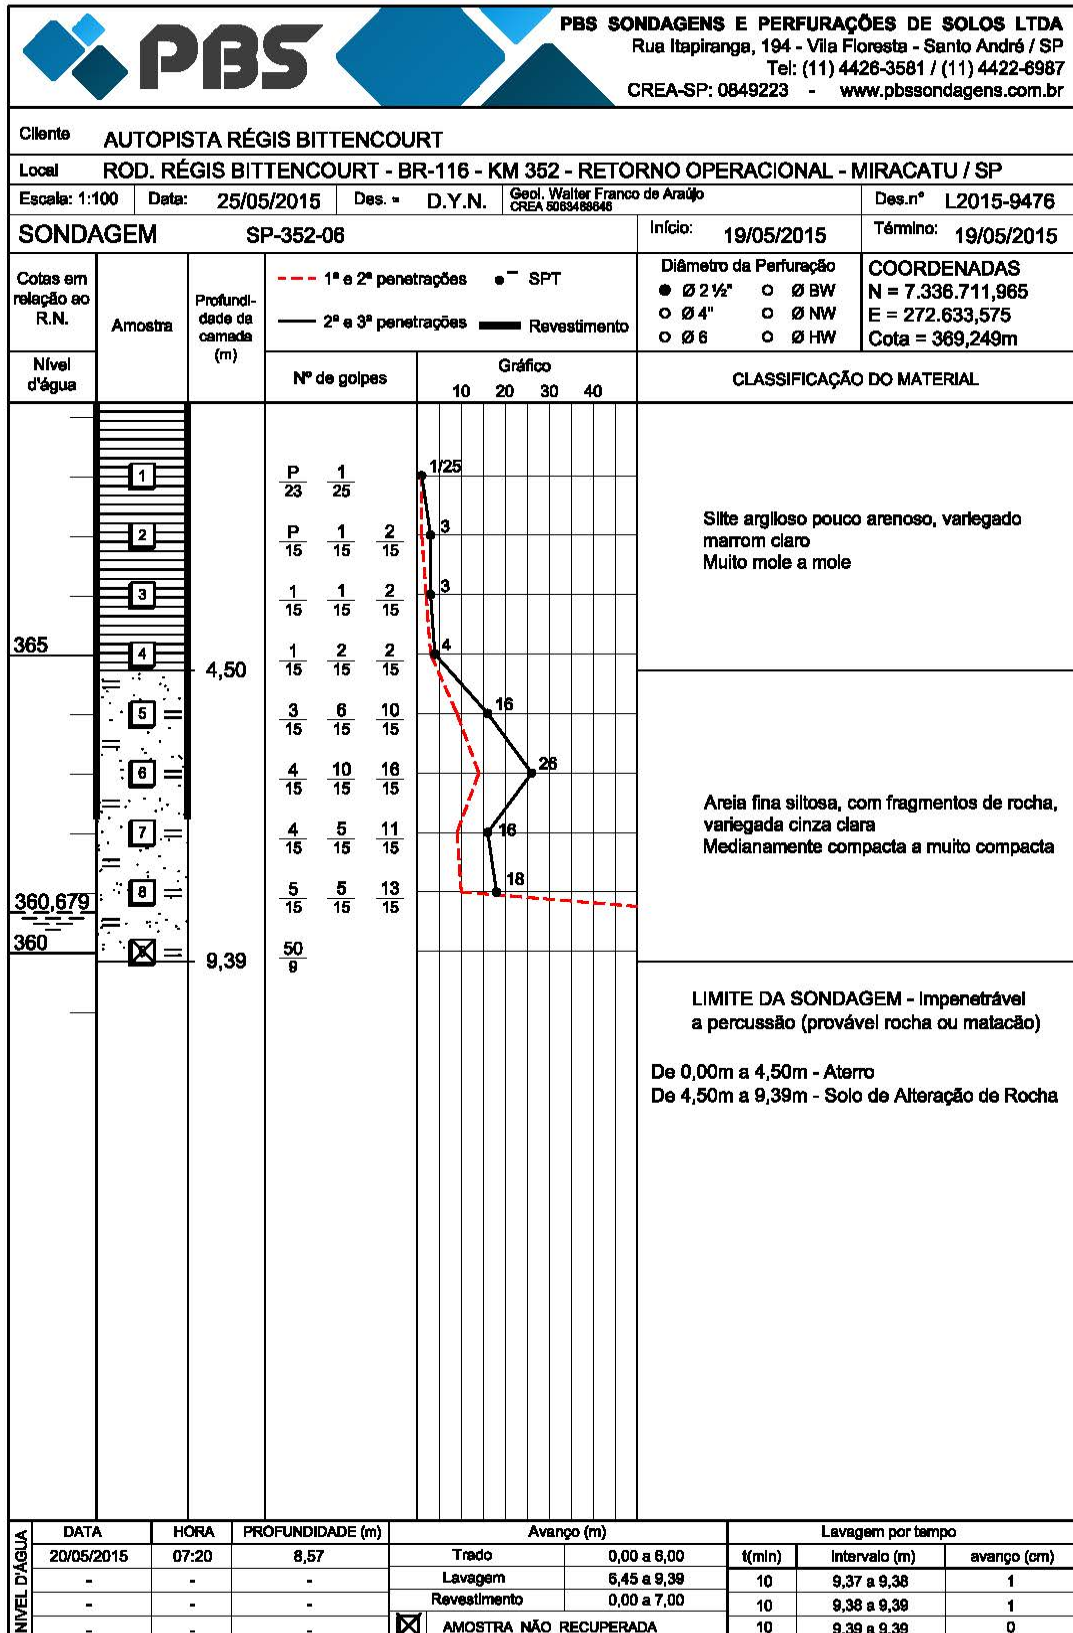 PBS
PBS SONDAGENS E PERFURAÇÕES DE SOLOS LTDA
Rua Itapiranga, 194 - Vila Floresta - Santo André / SP
Tel: (11) 4426-3581 / (11) 4422-6987
CREA-SP: 0849223 - www.pbssondagens.com.br
Cliente AUTOPISTA RÉGIS BITTENCOURT
Local ROD. RÉGIS BITTENCOURT - BR-116 - KM 352 - RETORNO OPERACIONAL - MIRACATU / SP
Escala: 1:100 Data: 25/05/2015 Des. = D.Y.N. Geol. Walter Franco de Araújo Des.nº L2015-9476
SONDAGEM SP-352-06 Início: 19/05/2015 Término: 19/05/2015
Cotas em relação ao R.N.
Nível d'água
Amostra
Profundi-
dade da
camada
(m)
1ª e 2ª penetrações SPT
2ª e 3ª penetrações Revestimento
Nº de golpes
Gráfico
10 20 30 40
Diâmetro da Perfuração
Ø 2 ½" Ø BW
Ø 4" Ø NW
Ø 6 Ø HW
COORDENADAS
N = 7.336.711,965
E = 272.633,575
Cota = 369,249m
CLASSIFICAÇÃO DO MATERIAL
1 P/23 1/25 1/25
2 P/15 1/15 2/15 3
3 1/15 1/15 2/15 3
365 4 1/15 2/15 2/15 4
4,50
5 3/15 6/15 10/15 16
6 4/15 10/15 16/15 26
7 4/15 5/15 11/15 16
8 5/15 5/15 13/15 18
360,679
360 50/9
9,39
Silte argiloso pouco arenoso, variegado
marrom claro
Muito mole a mole
Areia fina siltosa, com fragmentos de rocha,
variegada cinza clara
Medianamente compacta a muito compacta
LIMITE DA SONDAGEM - Impenetrável
a percussão (provável rocha ou matacão)
De 0,00m a 4,50m - Aterro
De 4,50m a 9,39m - Solo de Alteração de Rocha
NIVEL D'ÁGUA
DATA HORA PROFUNDIDADE (m)
20/05/2015 07:20 8,57
- - -
- - -
- - -
Avanço (m)
Trado 0,00 a 6,00
Lavagem 6,45 a 9,39
Revestimento 0,00 a 7,00
AMOSTRA NÃO RECUPERADA
Lavagem por tempo
t(min) Intervalo (m) avanço (cm)
10 9,37 a 9,38 1
10 9,38 a 9,39 1
10 9,39 a 9,39 0